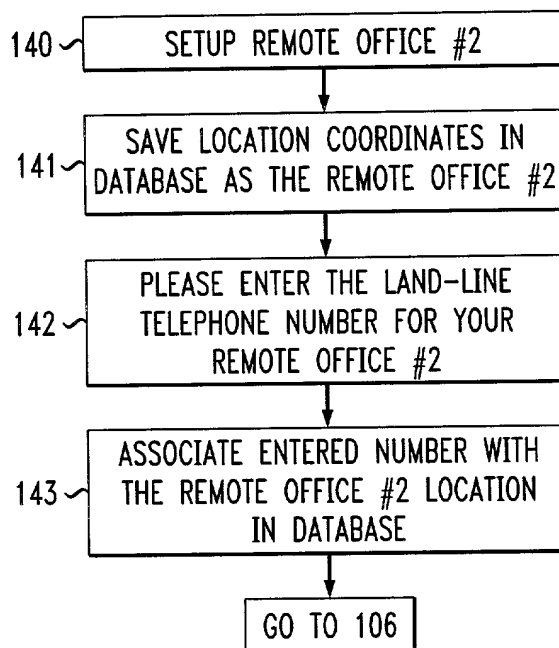 140 SETUP REMOTE OFFICE #2
SAVE LOCATION COORDINATES IN
141 DATABASE AS THE REMOTE OFFICE #2
PLEASE ENTER THE LAND-LINE
142 TELEPHONE NUMBER FOR YOUR
REMOTE OFFICE #2
ASSOCIATE ENTERED NUMBER WITH
143 THE REMOTE OFFICE #2 LOCATION
IN DATABASE
GO TO 106